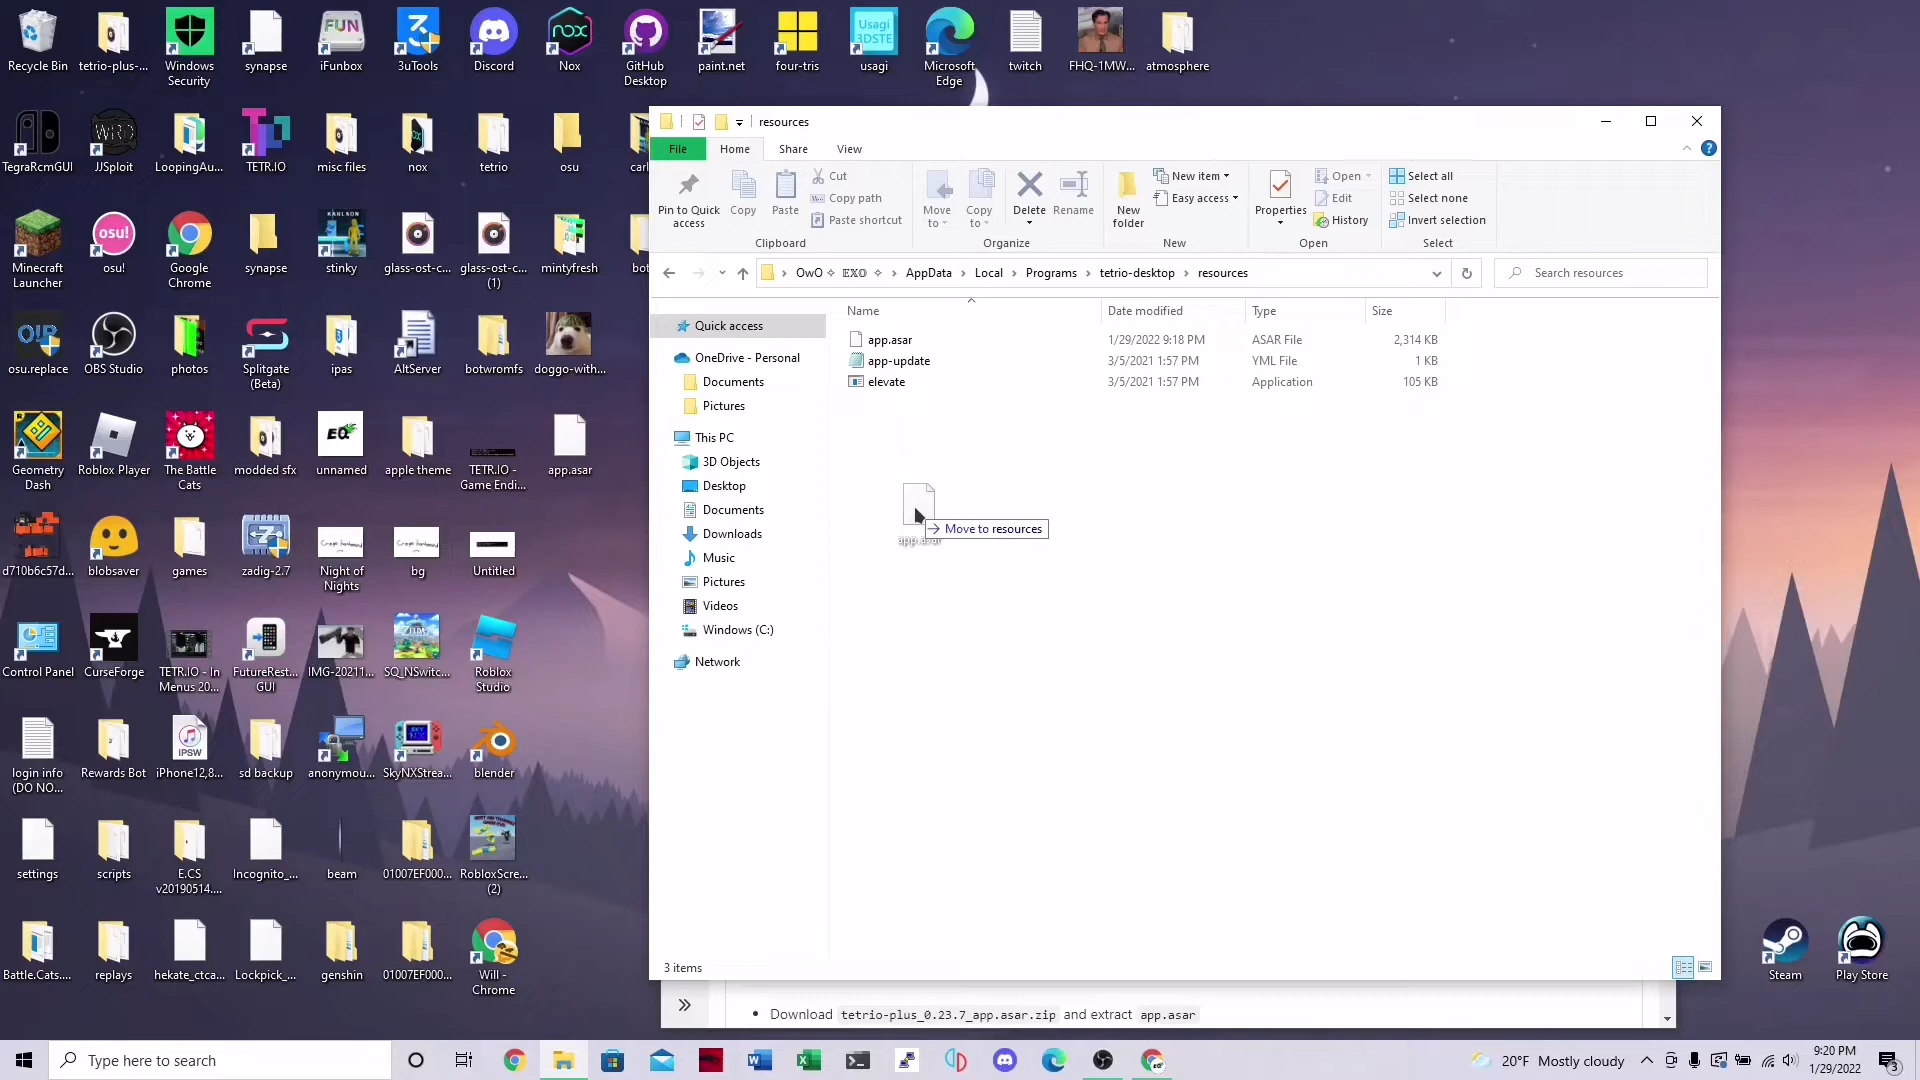 Recycle Bin
tetrio-plus-...
Windows
Security
synapse
iFunbox
3uTools
Discord
Nox
GitHub
Desktop
paint.net
four-tris
usagi
Microsoft
Edge
twitch
FHQ-1MW...
atmosphere
FUN
nox
Usagi
3DSTE
TegraRcmGUI
JJSploit
LoopingAu...
TETR.IO
misc files
nox
tetrio
osu
Minecraft
Launcher
osu!
Google
Chrome
synapse
stinky
glass-ost-c...
glass-ost-c...
(1)
mintyfresh
osu!
KARLSON
osu.replace
OBS Studio
photos
Splitgate
(Beta)
ipas
AltServer
botwromfs
doggo-with...
Geometry
Dash
Roblox Player
The Battle
Cats
modded sfx
unnamed
apple theme
TETR.IO -
Game Endi...
app.asar
d710b6c57d...
blobsaver
games
zadig-2.7
Night of
Nights
bg
Untitled
Control Panel
CurseForge
TETR.IO - In
Menus 20...
FutureRest...
GUI
IMG-20211...
SQ_NSwitc...
Roblox
Studio
login info
(DO NO...
Rewards Bot
iPhone12,8...
sd backup
anonymou...
SkyNXStrea...
blender
IPSW
settings
scripts
E.CS
v20190514....
Incognito_...
beam
01007EF000...
RobloxScre...
(2)
Battle.Cats....
replays
hekate_ctca...
Lockpick_...
genshin
01007EF000...
Will -
Chrome
Steam
Play Store
resources
File
Home
Share
View
Pin to Quick
access
Copy
Paste
Cut
Copy path
Paste shortcut
Clipboard
Move
to
Copy
to
Delete
Rename
Organize
New
folder
New item
Easy access
New
Properties
Open
Edit
History
Open
Select all
Select none
Invert selection
Select
OwO ✧ 𝔼𝕏𝕆 ✧ › AppData › Local › Programs › tetrio-desktop › resources
Search resources
Quick access
OneDrive - Personal
Documents
Pictures
This PC
3D Objects
Desktop
Documents
Downloads
Music
Pictures
Videos
Windows (C:)
Network
Name Date modified Type Size
app.asar 1/29/2022 9:18 PM ASAR File 2,314 KB
app-update 3/5/2021 1:57 PM YML File 1 KB
elevate 3/5/2021 1:57 PM Application 105 KB
Move to resources
app.asar
3 items
• Download tetrio-plus_0.23.7_app.asar.zip and extract app.asar
Type here to search
20°F Mostly cloudy
9:20 PM
1/29/2022
3